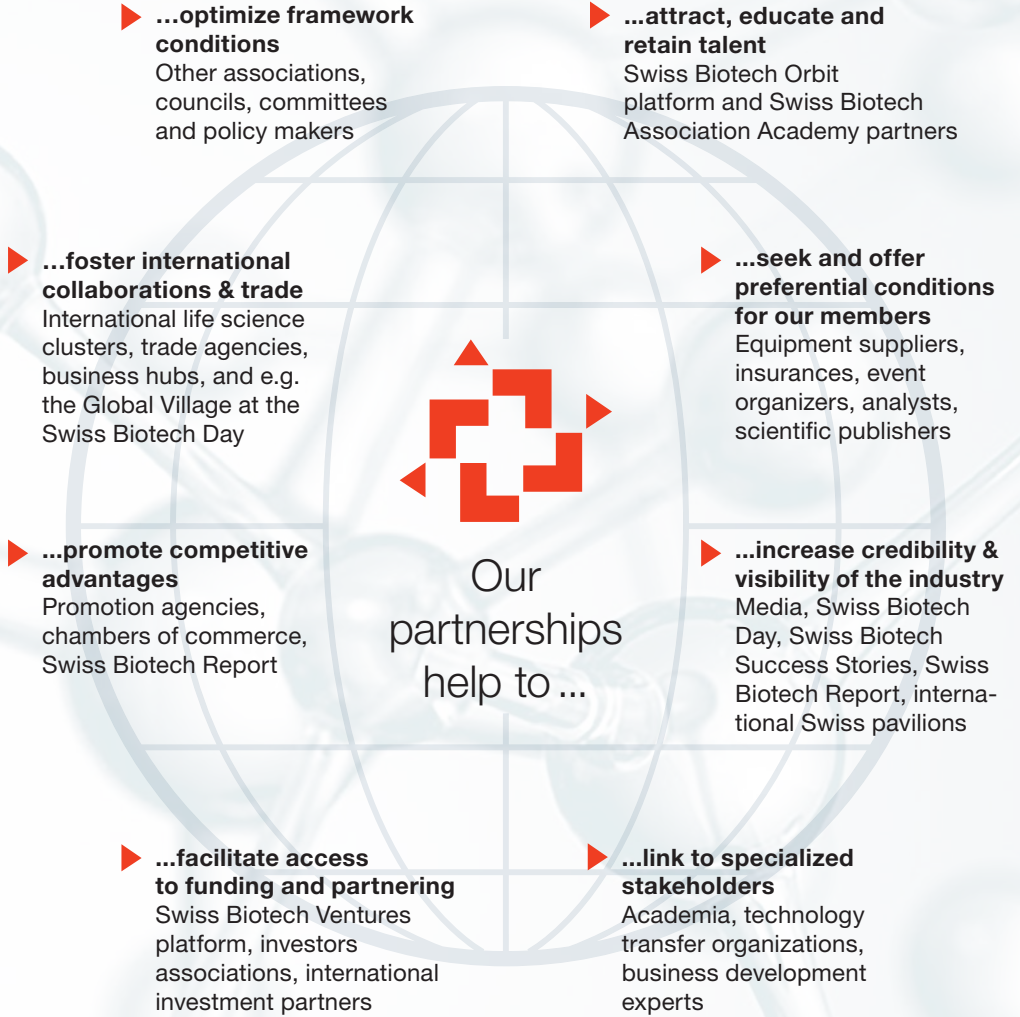 ...optimize framework
conditions
Other associations,
councils, committees
and policy makers
...attract, educate and
retain talent
Swiss Biotech Orbit
platform and Swiss Biotech
Association Academy partners
...foster international
collaborations & trade
International life science
clusters, trade agencies,
business hubs, and e.g.
the Global Village at the
Swiss Biotech Day
...seek and offer
preferential conditions
for our members
Equipment suppliers,
insurances, event
organizers, analysts,
scientific publishers
Our
partnerships
help to ...
...promote competitive
advantages
Promotion agencies,
chambers of commerce,
Swiss Biotech Report
...increase credibility &
visibility of the industry
Media, Swiss Biotech
Day, Swiss Biotech
Success Stories, Swiss
Biotech Report, interna-
tional Swiss pavilions
...facilitate access
to funding and partnering
Swiss Biotech Ventures
platform, investors
associations, international
investment partners
...link to specialized
stakeholders
Academia, technology
transfer organizations,
business development
experts